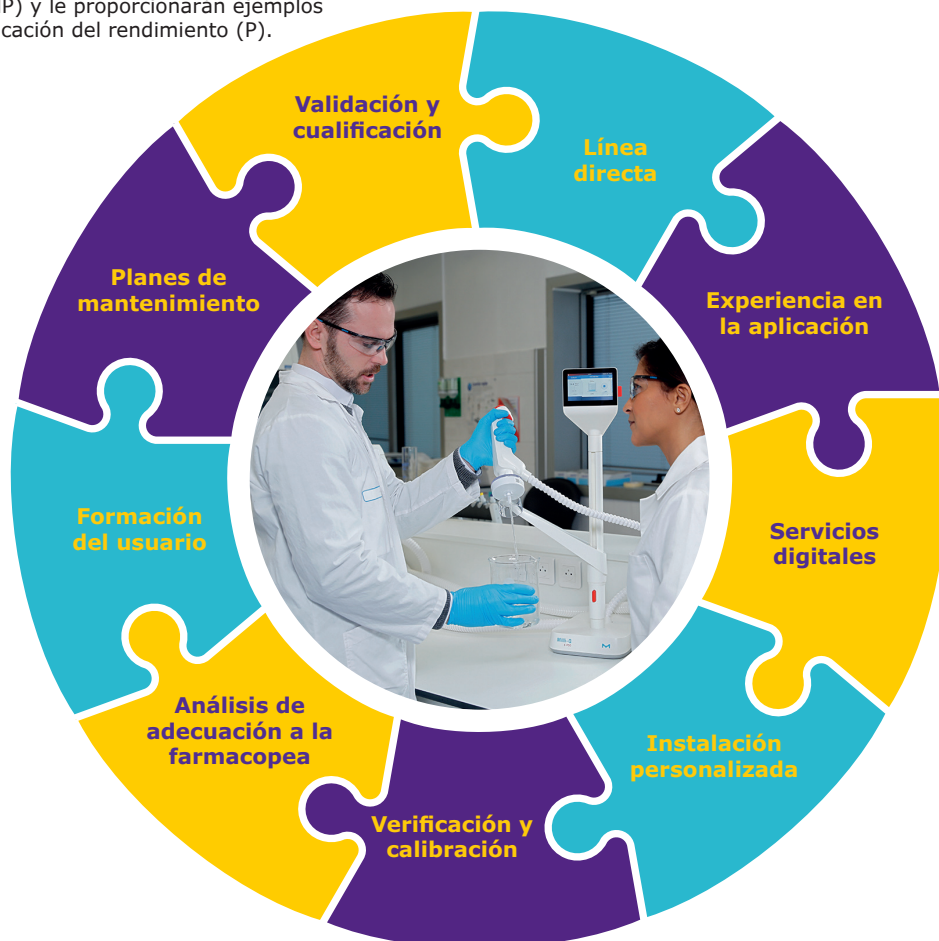 P) y le proporcionarán ejemplos
cación del rendimiento (P).
Validación y
cualificación
Línea
directa
Experiencia en
la aplicación
Servicios
digitales
Instalación
personalizada
Verificación y
calibración
Análisis de
adecuación a la
farmacopea
Formación
del usuario
Planes de
mantenimiento